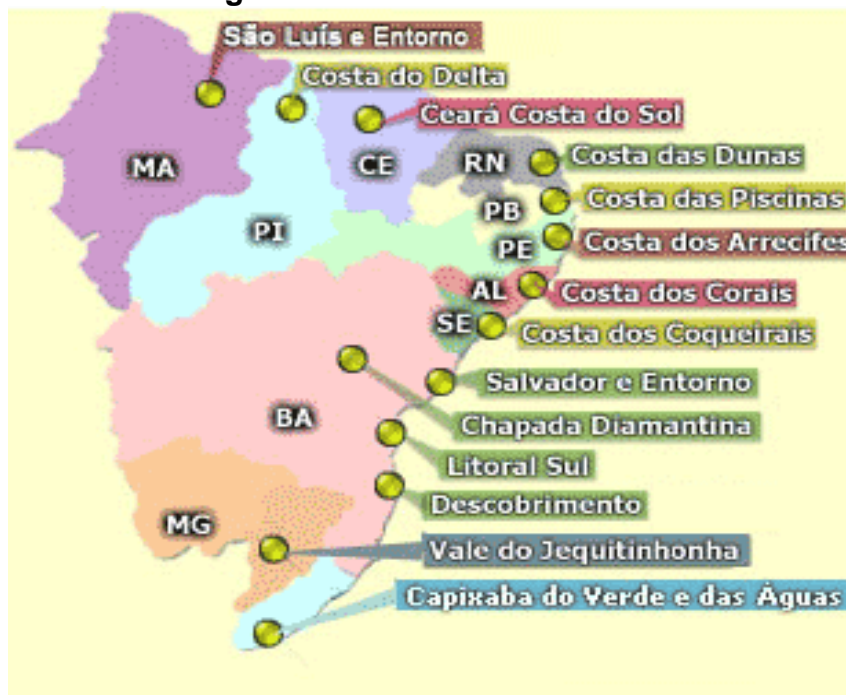 São Luís e Entorno
Costa do Delta
Ceará Costa do Sol
MA
CE
RN
Costa das Dunas
PB
Costa das Piscinas
PI
PE
Costa dos Arrecifes
AL
Costa dos Corais
SE
Costa dos Coqueirais
Salvador e Entorno
BA
Chapada Diamantina
Litoral Sul
Descobrimento
MG
Vale do Jequitinhonha
Capixaba do Verde e das Águas